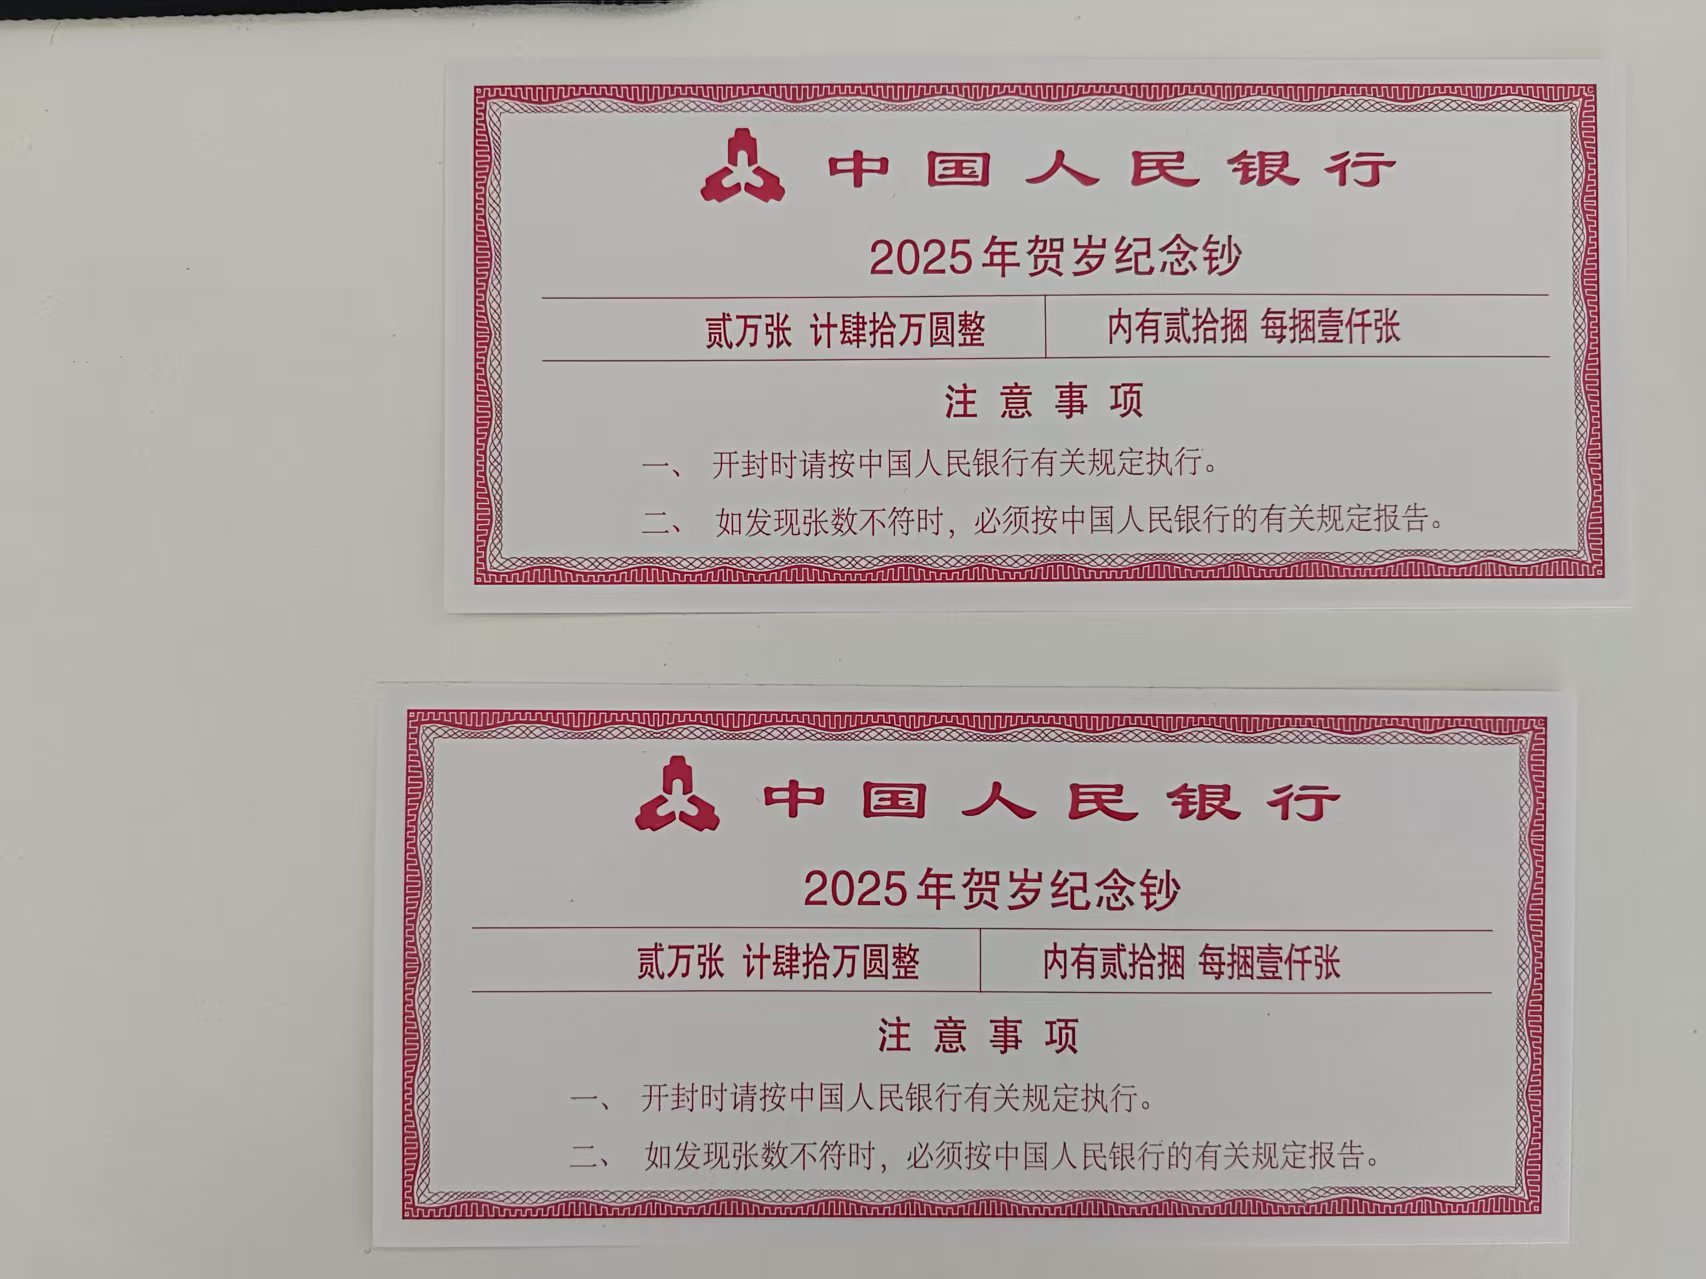 中国人民银行
2025年贺岁纪念钞
贰万张 计肆拾万圆整 内有贰拾捆 每捆壹仟张
注意事项
一、 开封时请按中国人民银行有关规定执行。
二、 如发现张数不符时，必须按中国人民银行的有关规定报告。
中国人民银行
2025年贺岁纪念钞
贰万张 计肆拾万圆整 内有贰拾捆 每捆壹仟张
注意事项
一、 开封时请按中国人民银行有关规定执行。
二、 如发现张数不符时，必须按中国人民银行的有关规定报告。